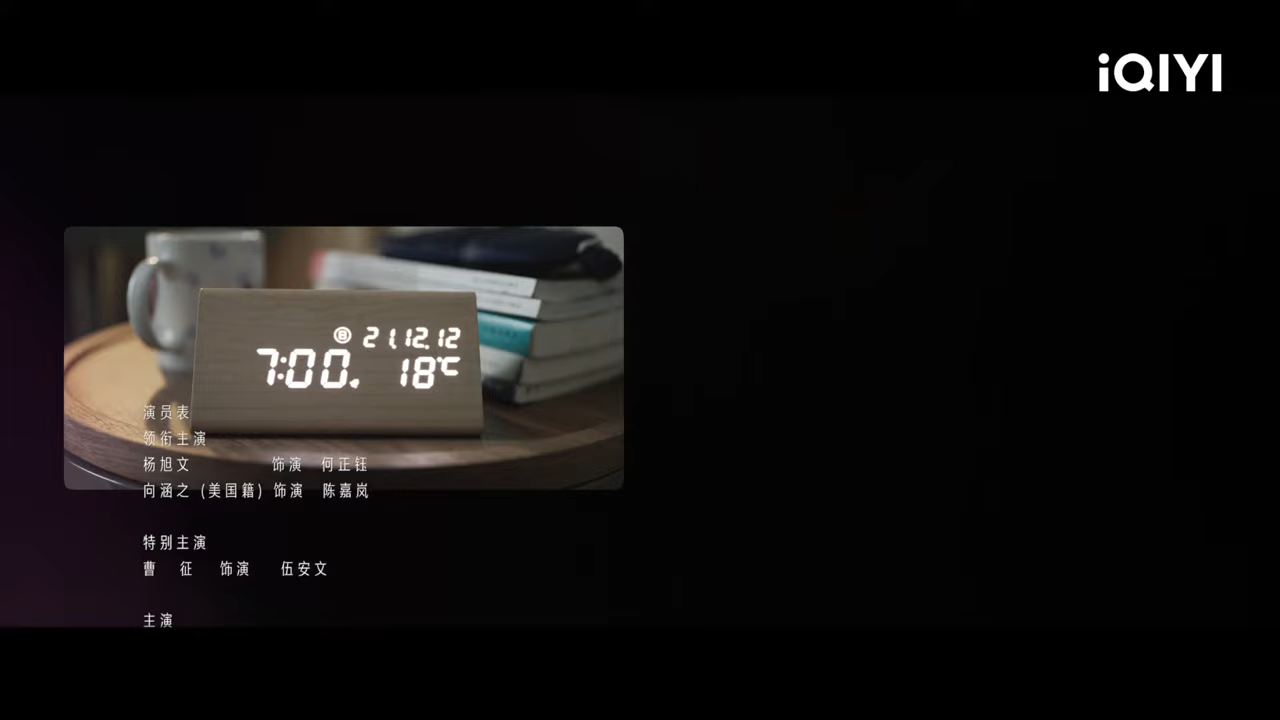 iQIYI
B 21.12.12
7:00 18℃
演员表
领衔主演
杨旭文 饰演 何正钰
向涵之 (美国籍) 饰演 陈嘉岚
特别主演
曹 征 饰演 伍安文
主演